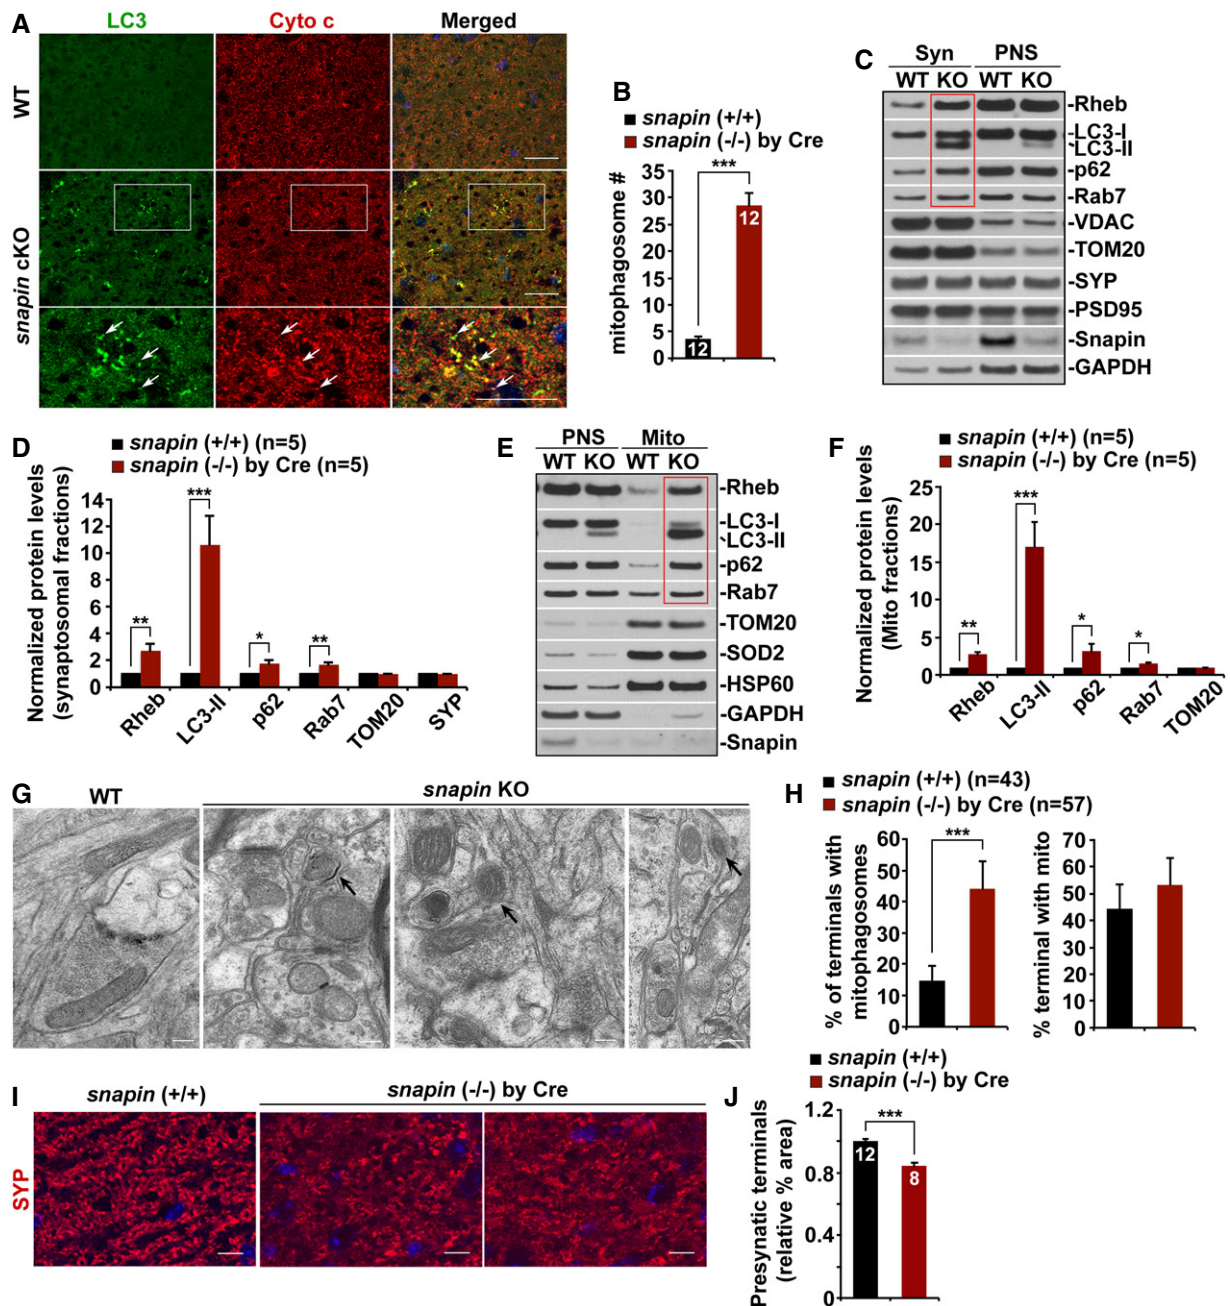 A
LC3 Cyto c Merged
WT
snapin cKO
B
snapin (+/+)
snapin (-/-) by Cre
mitophagosome #
35
30
25
20
15
10
5
0
***
12
12
C
Syn PNS
WT KO WT KO
-Rheb
-LC3-I
LC3-II
-p62
-Rab7
-VDAC
-TOM20
-SYP
-PSD95
-Snapin
-GAPDH
D
snapin (+/+) (n=5)
snapin (-/-) by Cre (n=5)
Normalized protein levels
(synaptosomal fractions)
14
12
10
8
6
4
2
0
** *** * **
Rheb LC3-II p62 Rab7 TOM20 SYP
E
PNS Mito
WT KO WT KO
-Rheb
-LC3-I
LC3-II
-p62
-Rab7
-TOM20
-SOD2
-HSP60
-GAPDH
-Snapin
F
snapin (+/+) (n=5)
snapin (-/-) by Cre (n=5)
Normalized protein levels
(Mito fractions)
25
20
15
10
5
0
** *** * *
Rheb LC3-II p62 Rab7 TOM20
G
WT snapin KO
H
snapin (+/+) (n=43)
snapin (-/-) by Cre (n=57)
% of terminals with
mitophagosomes
60
50
40
30
20
10
0
***
% terminal with mito
70
60
50
40
30
20
10
0
I
snapin (+/+) snapin (-/-) by Cre
SYP
J
snapin (+/+)
snapin (-/-) by Cre
Presynatic terminals
(relative % area)
1.2
0.8
0.4
0
***
12
8